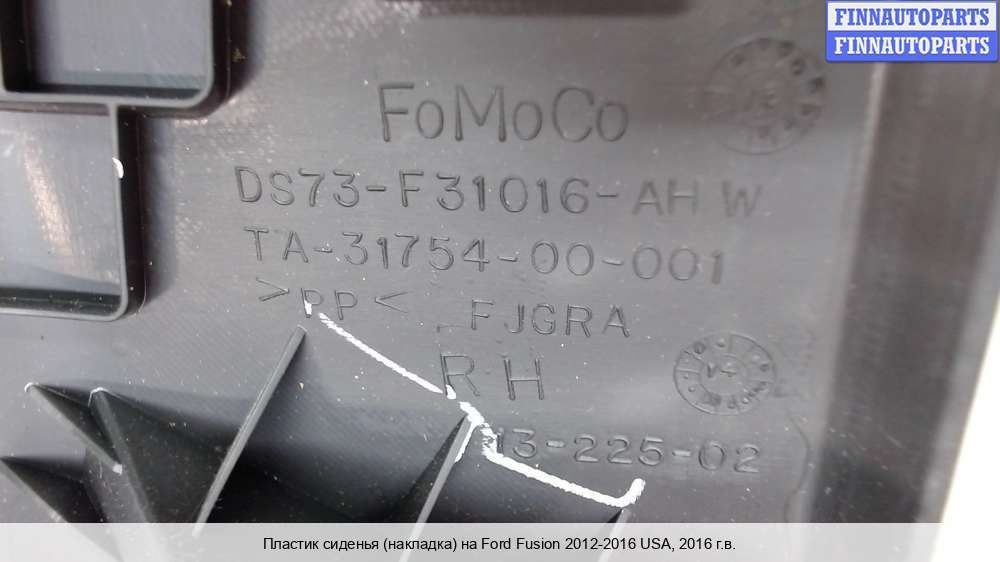 FINNAUTOPARTS
FINNAUTOPARTS
FoMoCo
DS73-F31016-AH W
TA-31754-00-001
>PP< FJGRA
RH
13-225-02
Пластик сиденья (накладка) на Ford Fusion 2012-2016 USA, 2016 г.в.